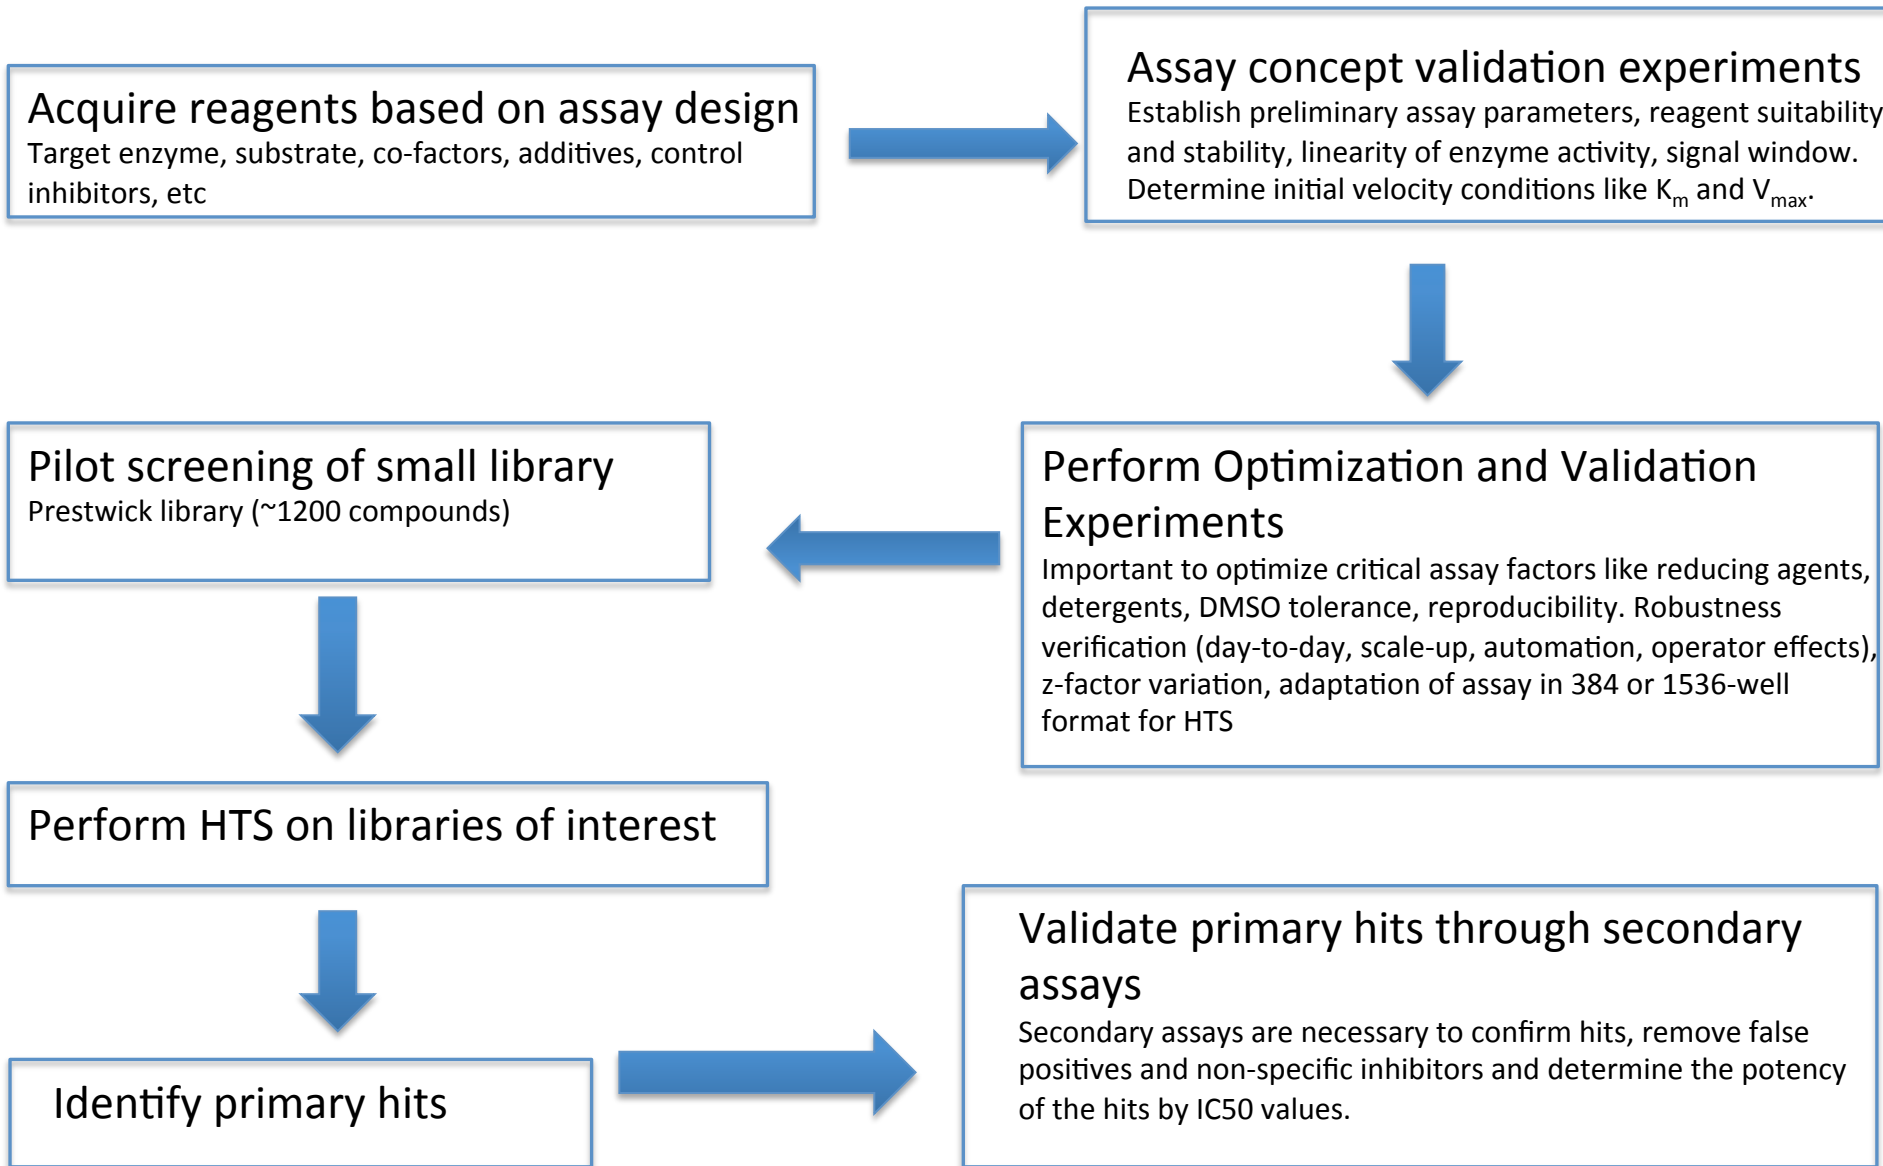 Acquire reagents based on assay design
Target enzyme, substrate, co-factors, additives, control
inhibitors, etc
Assay concept validation experiments
Establish preliminary assay parameters, reagent suitability
and stability, linearity of enzyme activity, signal window.
Determine initial velocity conditions like Km and Vmax.
Perform Optimization and Validation
Experiments
Important to optimize critical assay factors like reducing agents,
detergents, DMSO tolerance, reproducibility. Robustness
verification (day-to-day, scale-up, automation, operator effects),
z-factor variation, adaptation of assay in 384 or 1536-well
format for HTS
Pilot screening of small library
Prestwick library (~1200 compounds)
Perform HTS on libraries of interest
Identify primary hits
Validate primary hits through secondary
assays
Secondary assays are necessary to confirm hits, remove false
positives and non-specific inhibitors and determine the potency
of the hits by IC50 values.